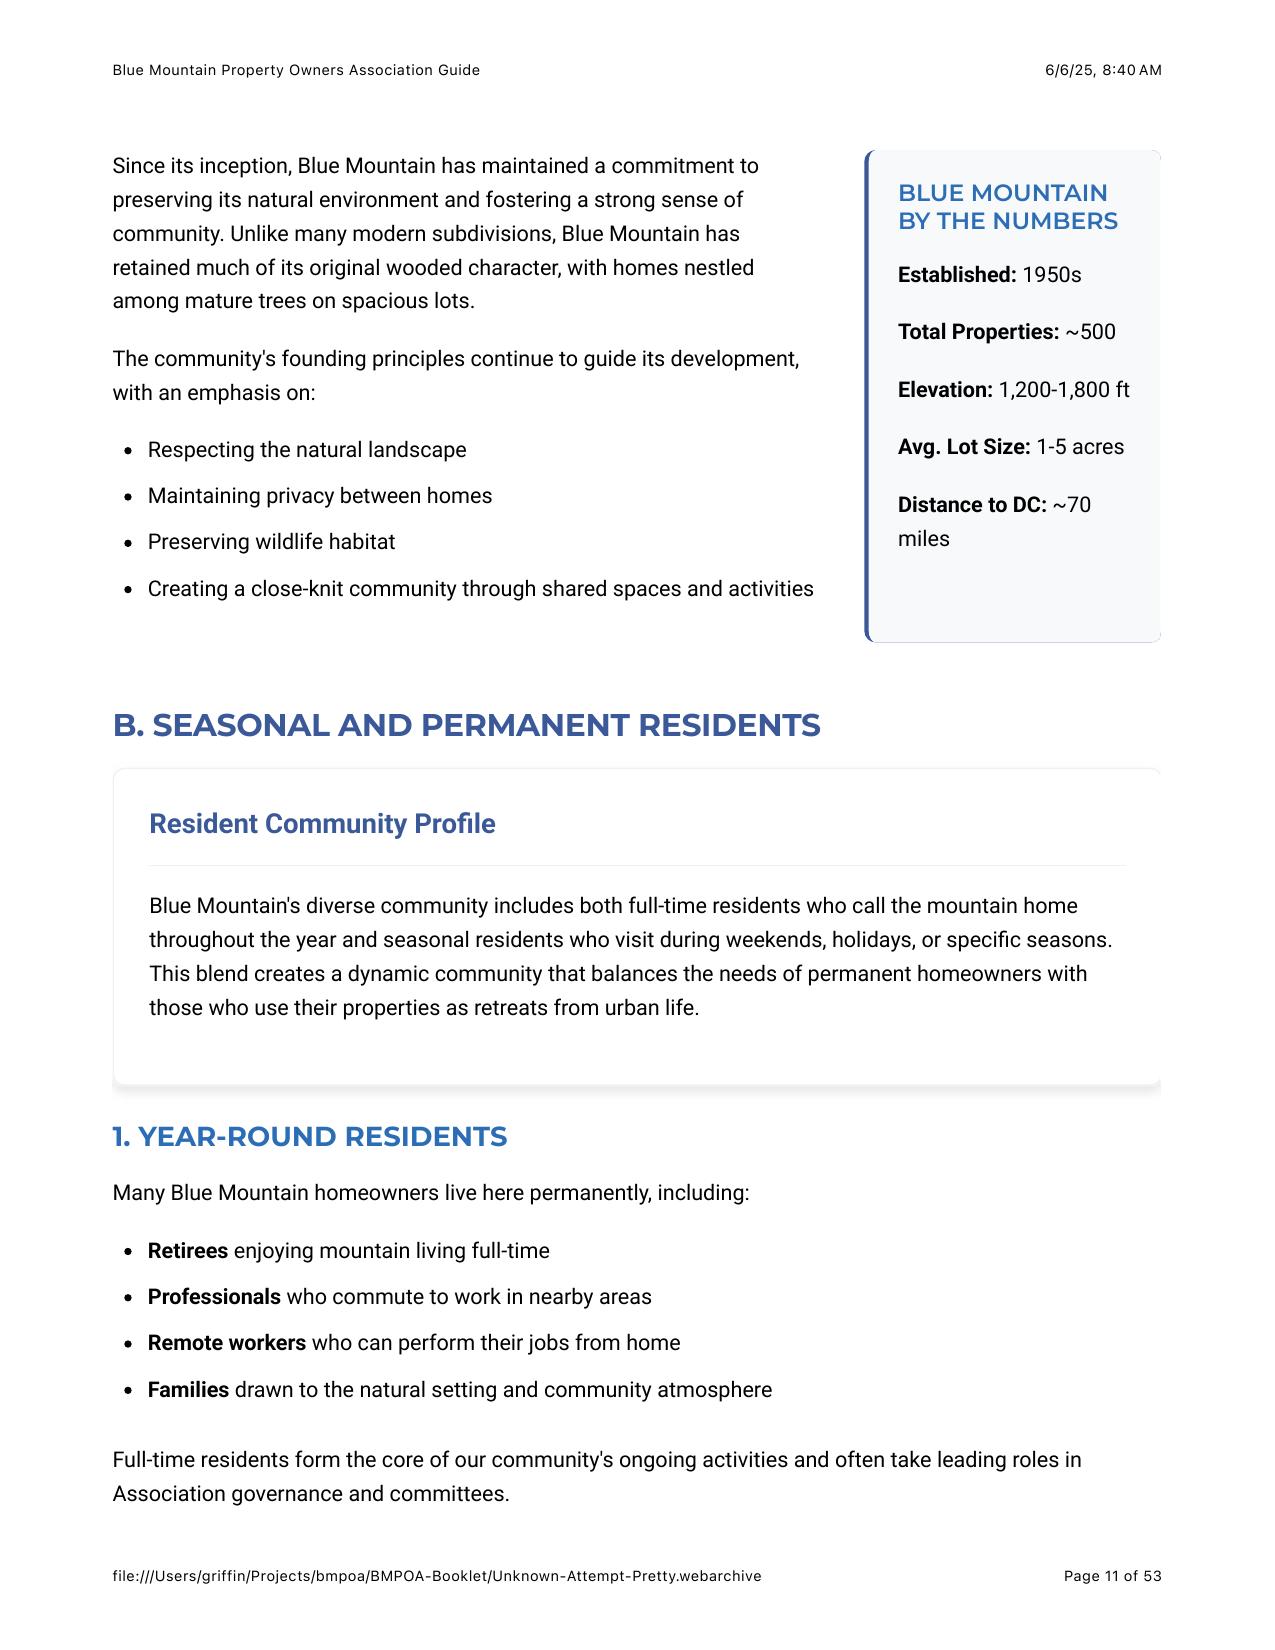 Blue Mountain Property Owners Association Guide
6/6/25, 8:40 AM
Since its inception, Blue Mountain has maintained a commitment to
preserving its natural environment and fostering a strong sense of
community. Unlike many modern subdivisions, Blue Mountain has
retained much of its original wooded character, with homes nestled
among mature trees on spacious lots.
The community's founding principles continue to guide its development,
with an emphasis on:
• Respecting the natural landscape
• Maintaining privacy between homes
• Preserving wildlife habitat
• Creating a close-knit community through shared spaces and activities
BLUE MOUNTAIN
BY THE NUMBERS
Established: 1950s
Total Properties: ~500
Elevation: 1,200-1,800 ft
Avg. Lot Size: 1-5 acres
Distance to DC: ~70
miles
B. SEASONAL AND PERMANENT RESIDENTS
Resident Community Profile
Blue Mountain's diverse community includes both full-time residents who call the mountain home
throughout the year and seasonal residents who visit during weekends, holidays, or specific seasons.
This blend creates a dynamic community that balances the needs of permanent homeowners with
those who use their properties as retreats from urban life.
1. YEAR-ROUND RESIDENTS
Many Blue Mountain homeowners live here permanently, including:
• Retirees enjoying mountain living full-time
• Professionals who commute to work in nearby areas
• Remote workers who can perform their jobs from home
• Families drawn to the natural setting and community atmosphere
Full-time residents form the core of our community's ongoing activities and often take leading roles in
Association governance and committees.
file:///Users/griffin/Projects/bmpoa/BMPOA-Booklet/Unknown-Attempt-Pretty.webarchive
Page 11 of 53